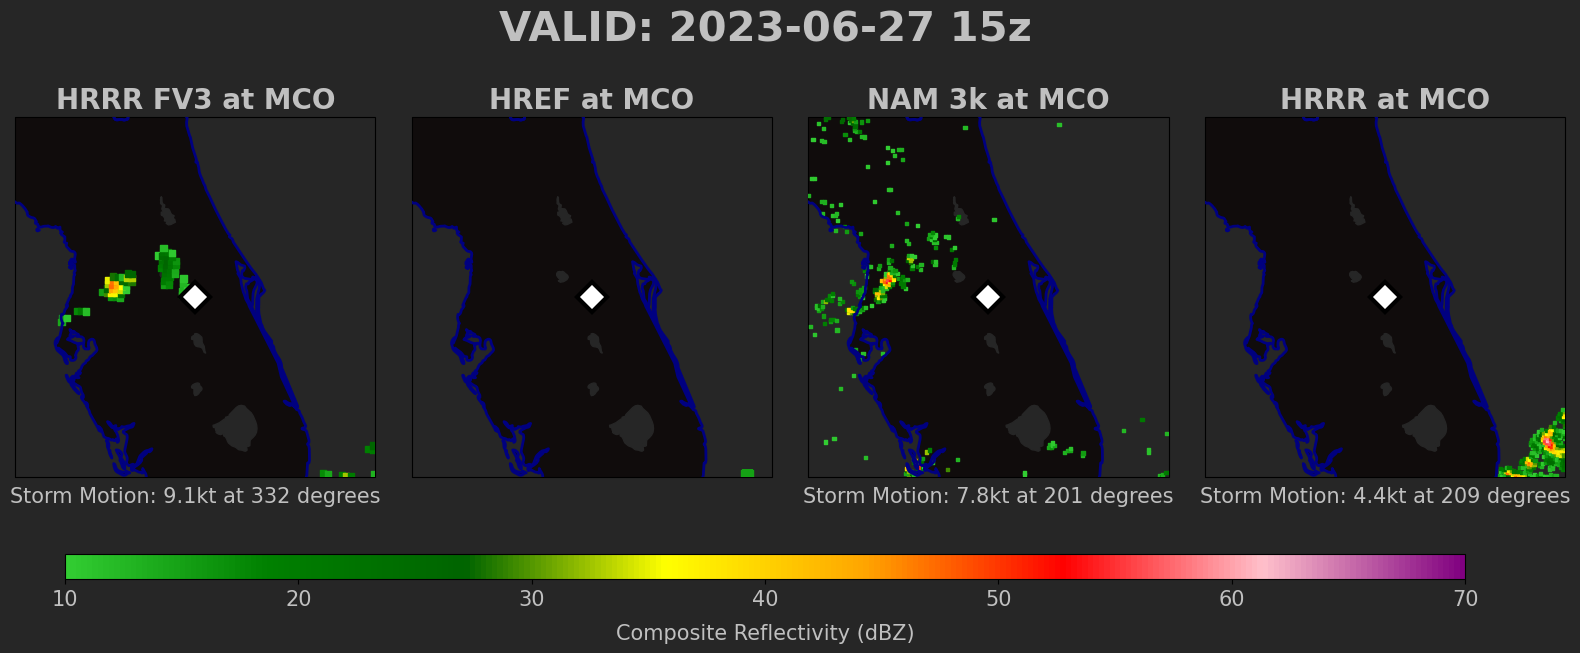 VALID: 2023-06-27 15z
HRRR FV3 at MCO
HREF at MCO
NAM 3k at MCO
HRRR at MCO
Storm Motion: 9.1kt at 332 degrees
Storm Motion: 7.8kt at 201 degrees
Storm Motion: 4.4kt at 209 degrees
10 20 30 40 50 60 70
Composite Reflectivity (dBZ)